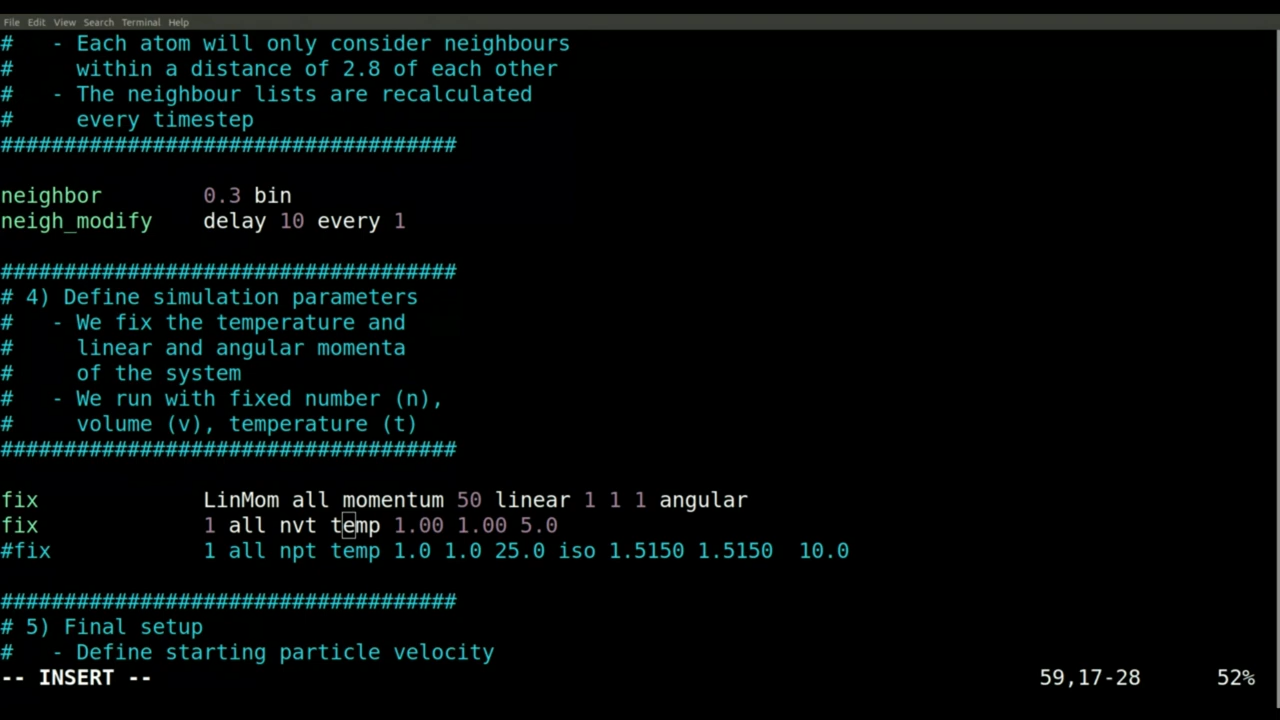 File Edit View Search Terminal Help
#   - Each atom will only consider neighbours
#     within a distance of 2.8 of each other
#   - The neighbour lists are recalculated
#     every timestep
####################################
neighbor        0.3 bin
neigh_modify    delay 10 every 1
####################################
# 4) Define simulation parameters
#   - We fix the temperature and
#     linear and angular momenta
#     of the system
#   - We run with fixed number (n),
#     volume (v), temperature (t)
####################################
fix             LinMom all momentum 50 linear 1 1 1 angular
fix             1 all nvt temp 1.00 1.00 5.0
#fix            1 all npt temp 1.0 1.0 25.0 iso 1.5150 1.5150  10.0
####################################
# 5) Final setup
#   - Define starting particle velocity
-- INSERT -- 59,17-28 52%